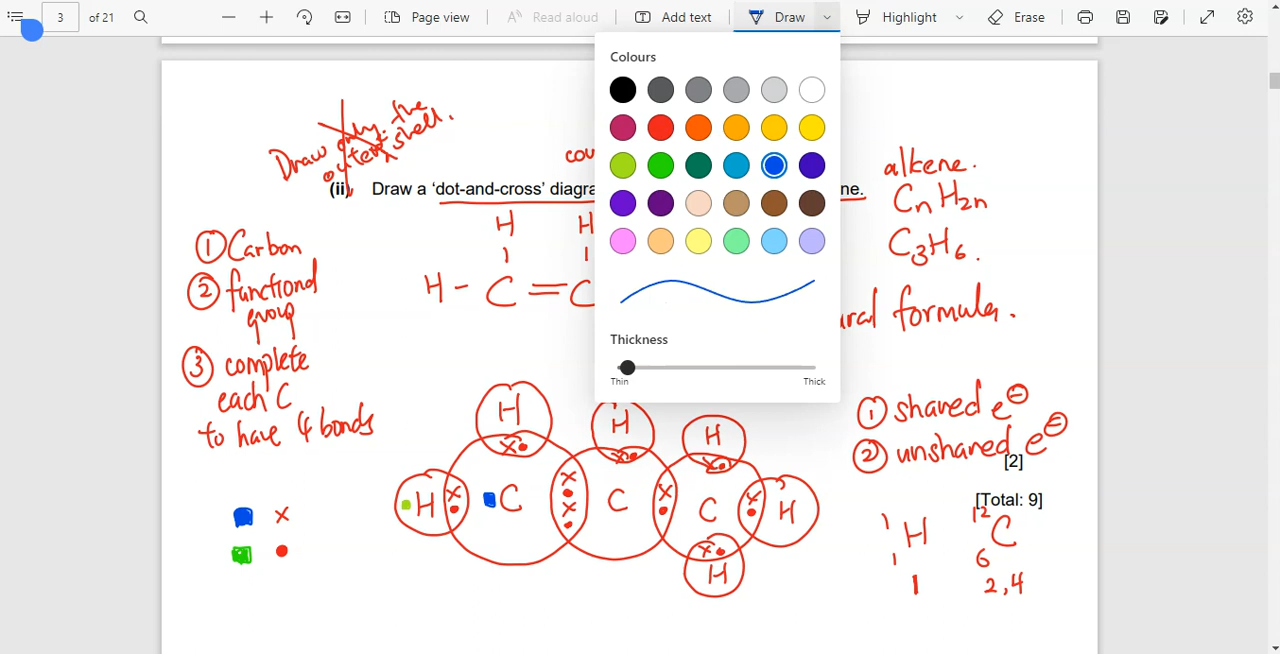 3 of 21 Page view Read aloud Add text Draw Highlight Erase
Colours
Thickness
Thin Thick
Draw only the
outer shell.
cov
(ii) Draw a 'dot-and-cross' diagra ne.
alkene.
CnH2n
C3H6.
ural formula.
① Carbon
② functional
group
③ complete
each C
to have 4 bonds
H H
H - C = C
H H H
H C C C H
H
① shared e⊖
② unshared e⊖
[2]
[Total: 9]
x
1 H 1
12 C 6
1 2,4